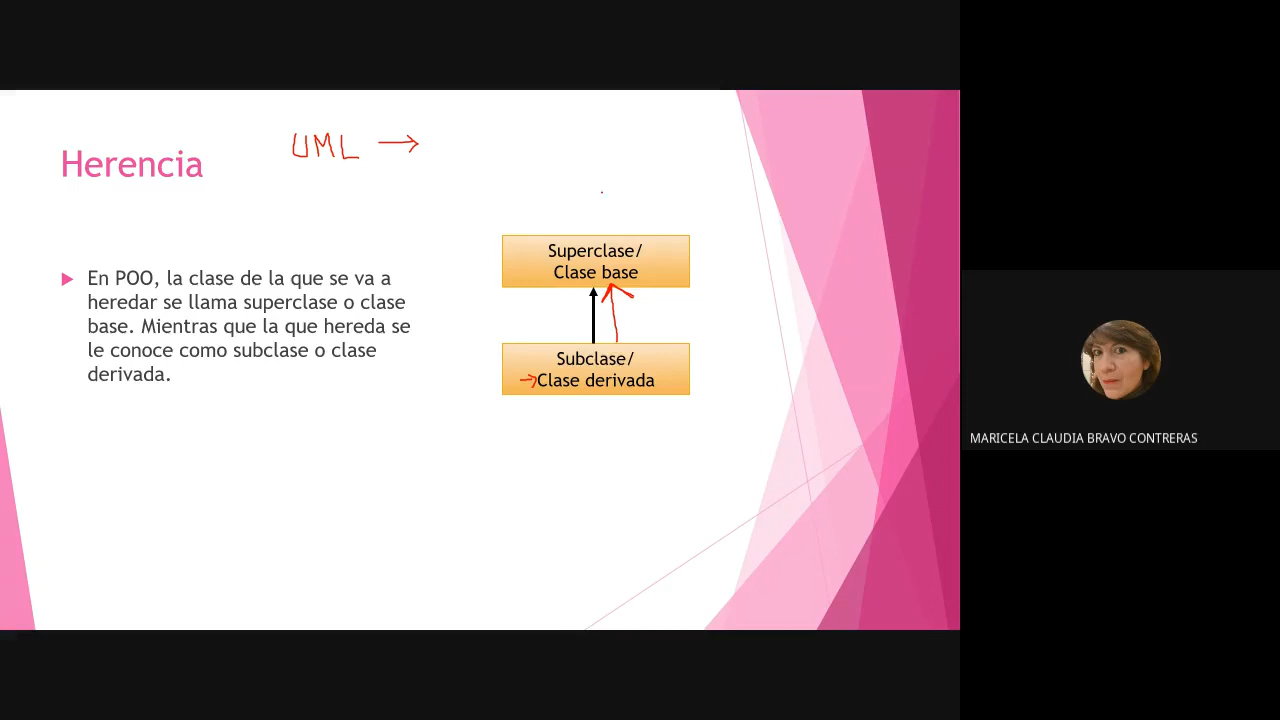 UML →
Herencia
En POO, la clase de la que se va a
heredar se llama superclase o clase
base. Mientras que la que hereda se
le conoce como subclase o clase
derivada.
Superclase/
Clase base
Subclase/
Clase derivada
MARICELA CLAUDIA BRAVO CONTRERAS